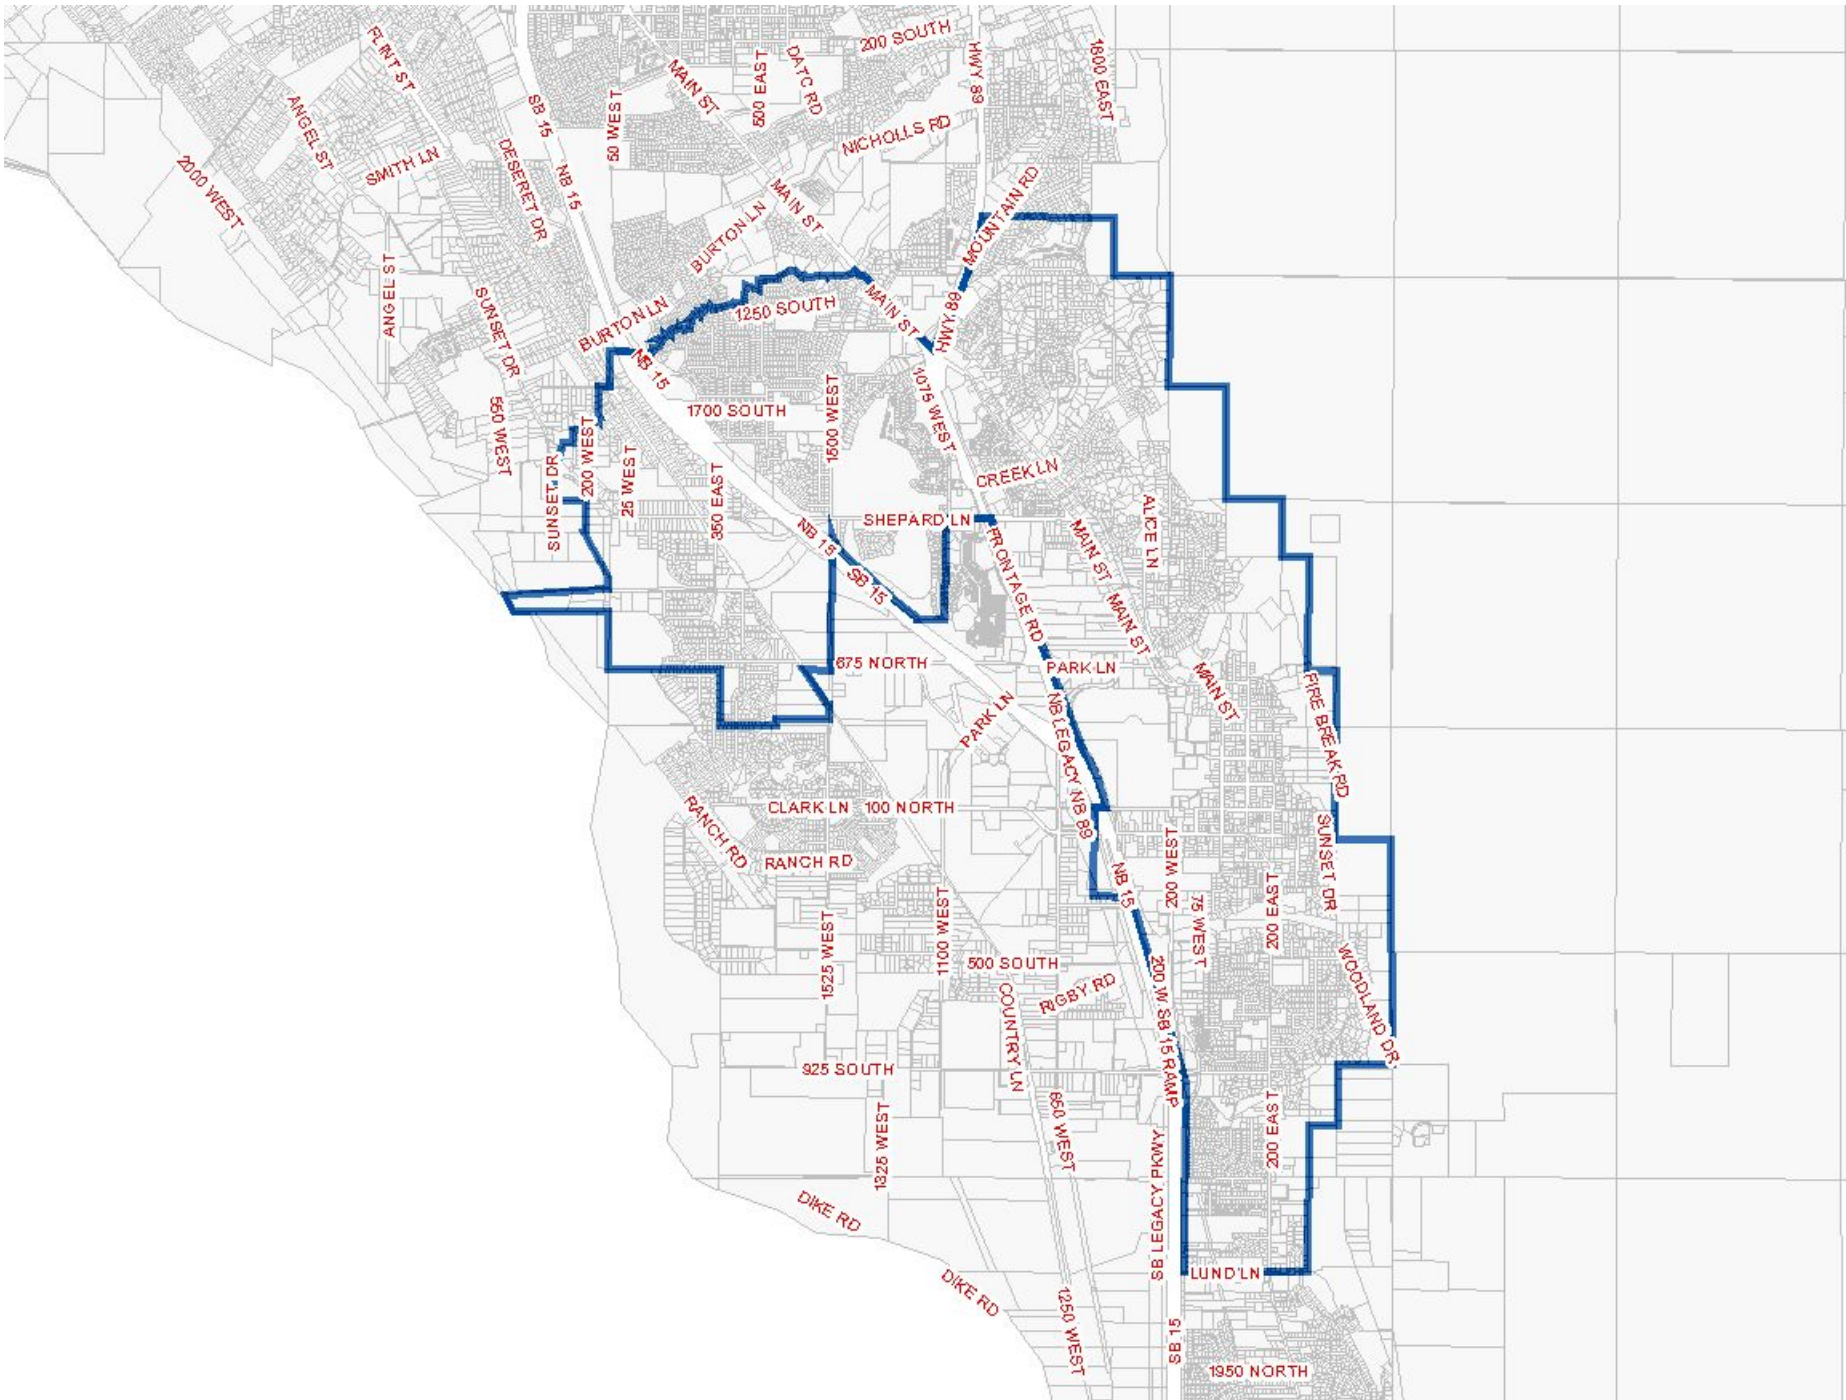 FLINT ST
SB 15
MAIN ST
500 EAST
DATC RD
200 SOUTH
HWY 89
1800 EAST
ANGEL ST
SMITH LN
DESERET DR
NB 15
50 WEST
NICHOLLS RD
2000 WEST
BURTON LN
MAIN ST
MOUNTAIN RD
ANGEL ST
SUNSET DR
BURTON LN
1250 SOUTH
MAIN ST
HWY 89
NB 15
550 WEST
200 WEST
1700 SOUTH
1500 WEST
1075 WEST
SUNSET DR
25 WEST
350 EAST
CREEK LN
NB 15
SHEPARD LN
MAIN ST
ALICE LN
SB 15
FRONTAGE RD
MAIN ST
675 NORTH
PARK LN
MAIN ST
FIRE BREAK RD
PARK LN
NB LEGACY NB 89
RANCH RD
CLARK LN
100 NORTH
RANCH RD
NB 15
200 WEST
SUNSET DR
1525 WEST
1100 WEST
75 WEST
200 EAST
500 SOUTH
RIGBY RD
200 W SB 15 RAMP
WOODLAND DR
COUNTRY LN
925 SOUTH
1325 WEST
650 WEST
200 EAST
DIKE RD
SB LEGACY PKWY
DIKE RD
LUND LN
1250 WEST
SB 15
1950 NORTH